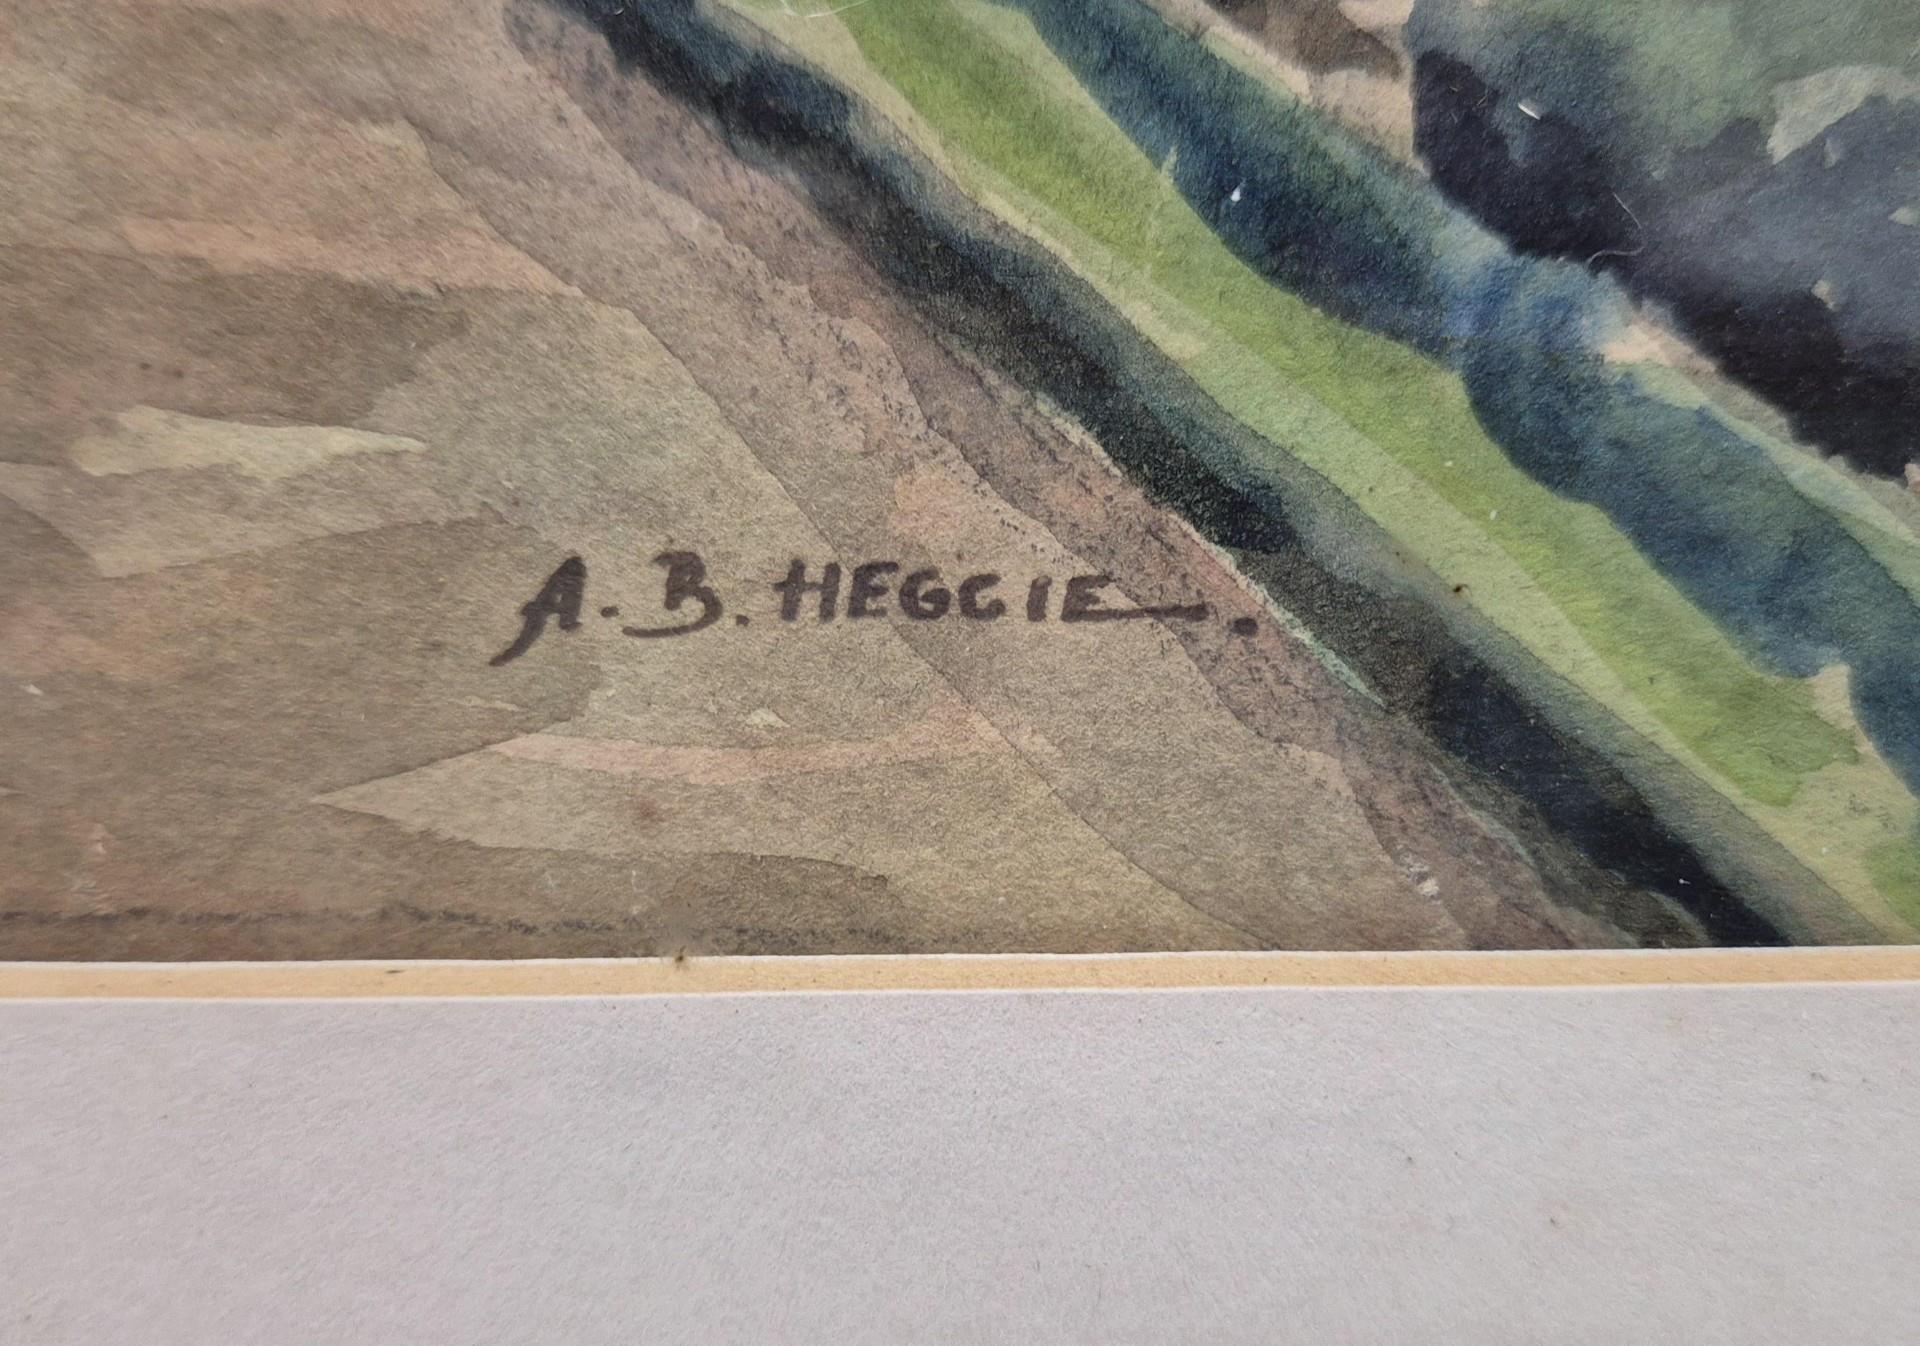 A. B. HEGGIE.